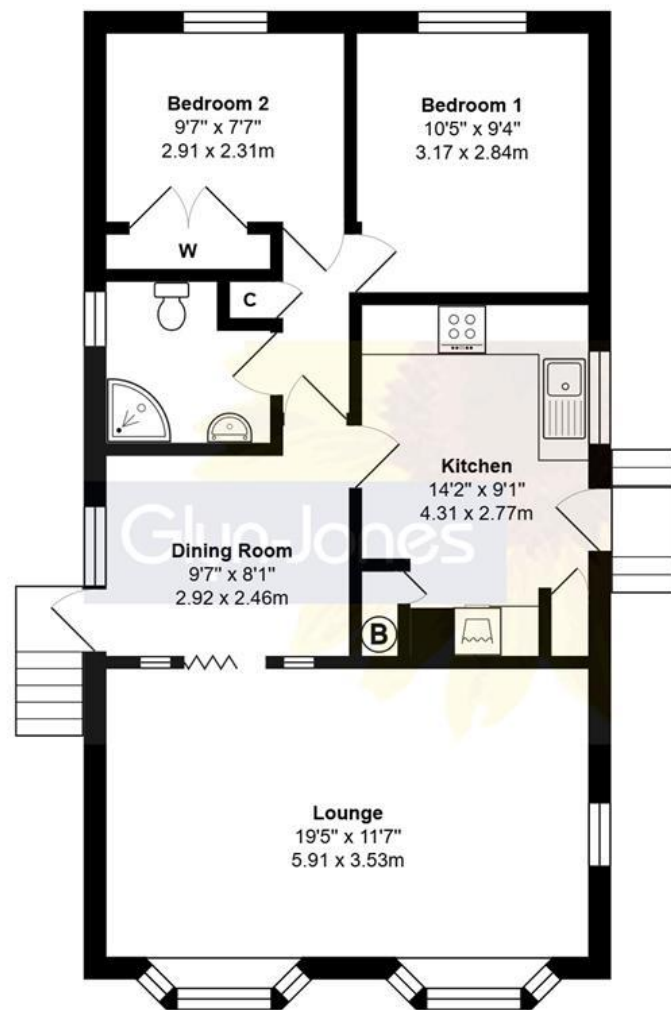 Bedroom 2
9'7" x 7'7"
2.91 x 2.31m
Bedroom 1
10'5" x 9'4"
3.17 x 2.84m
W
C
Kitchen
14'2" x 9'1"
4.31 x 2.77m
Glyn-Jones
Dining Room
9'7" x 8'1"
2.92 x 2.46m
B
Lounge
19'5" x 11'7"
5.91 x 3.53m